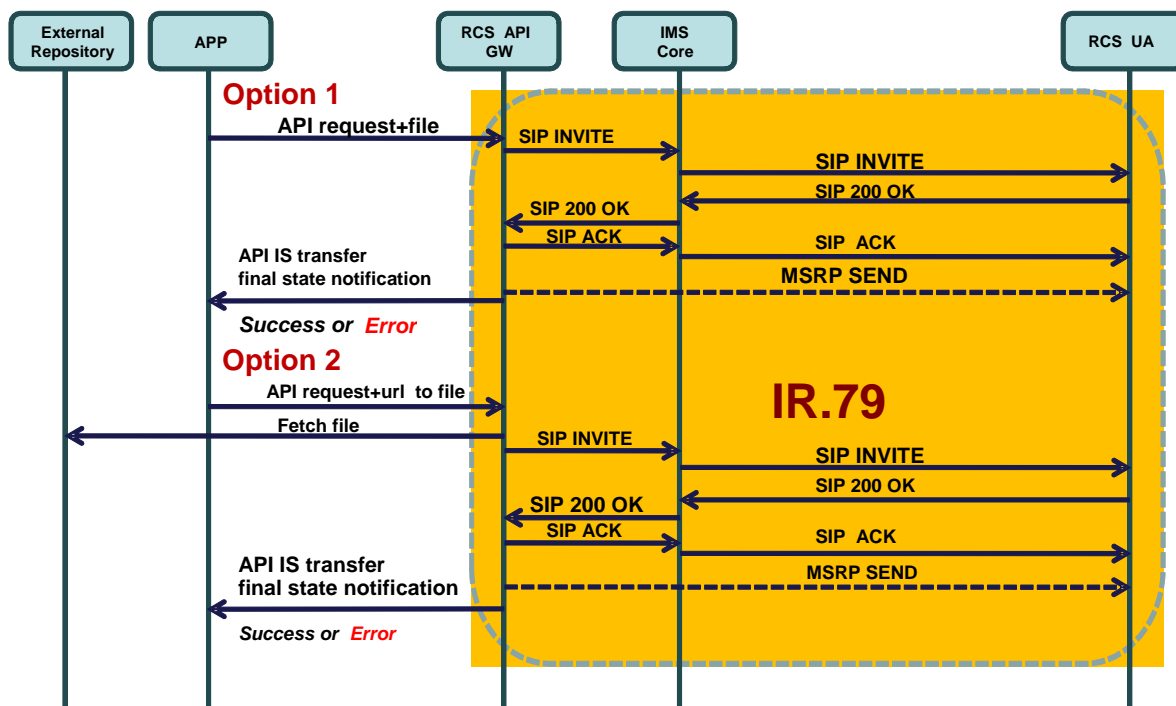 External
Repository
APP
RCS API
GW
IMS
Core
RCS UA
Option 1
API request+file
SIP INVITE
SIP INVITE
SIP 200 OK
SIP 200 OK
SIP ACK
SIP ACK
API IS transfer
final state notification
MSRP SEND
Success or Error
Option 2
API request+url to file
IR.79
Fetch file
SIP INVITE
SIP INVITE
SIP 200 OK
SIP 200 OK
SIP ACK
SIP ACK
API IS transfer
final state notification
MSRP SEND
Success or Error